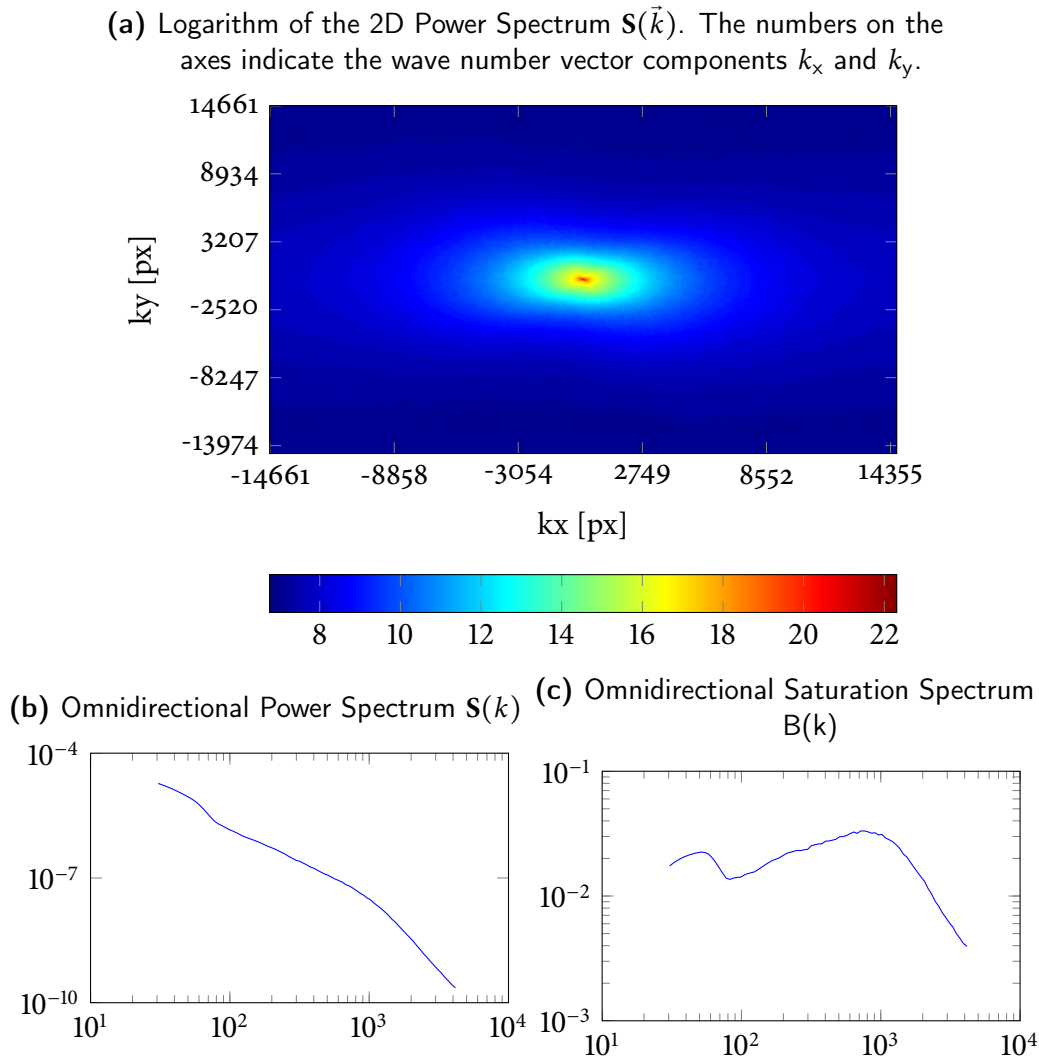 (a) Logarithm of the 2D Power Spectrum S(k⃗). The numbers on the
axes indicate the wave number vector components kₓ and k_y.
14661
8934
3207
-2520
-8247
-13974
ky [px]
-14661 -8858 -3054 2749 8552 14355
kx [px]
8 10 12 14 16 18 20 22
(b) Omnidirectional Power Spectrum S(k)
10⁻⁴
10⁻⁷
10⁻¹⁰
10¹ 10² 10³ 10⁴
(c) Omnidirectional Saturation Spectrum
B(k)
10⁻¹
10⁻²
10⁻³
10¹ 10² 10³ 10⁴